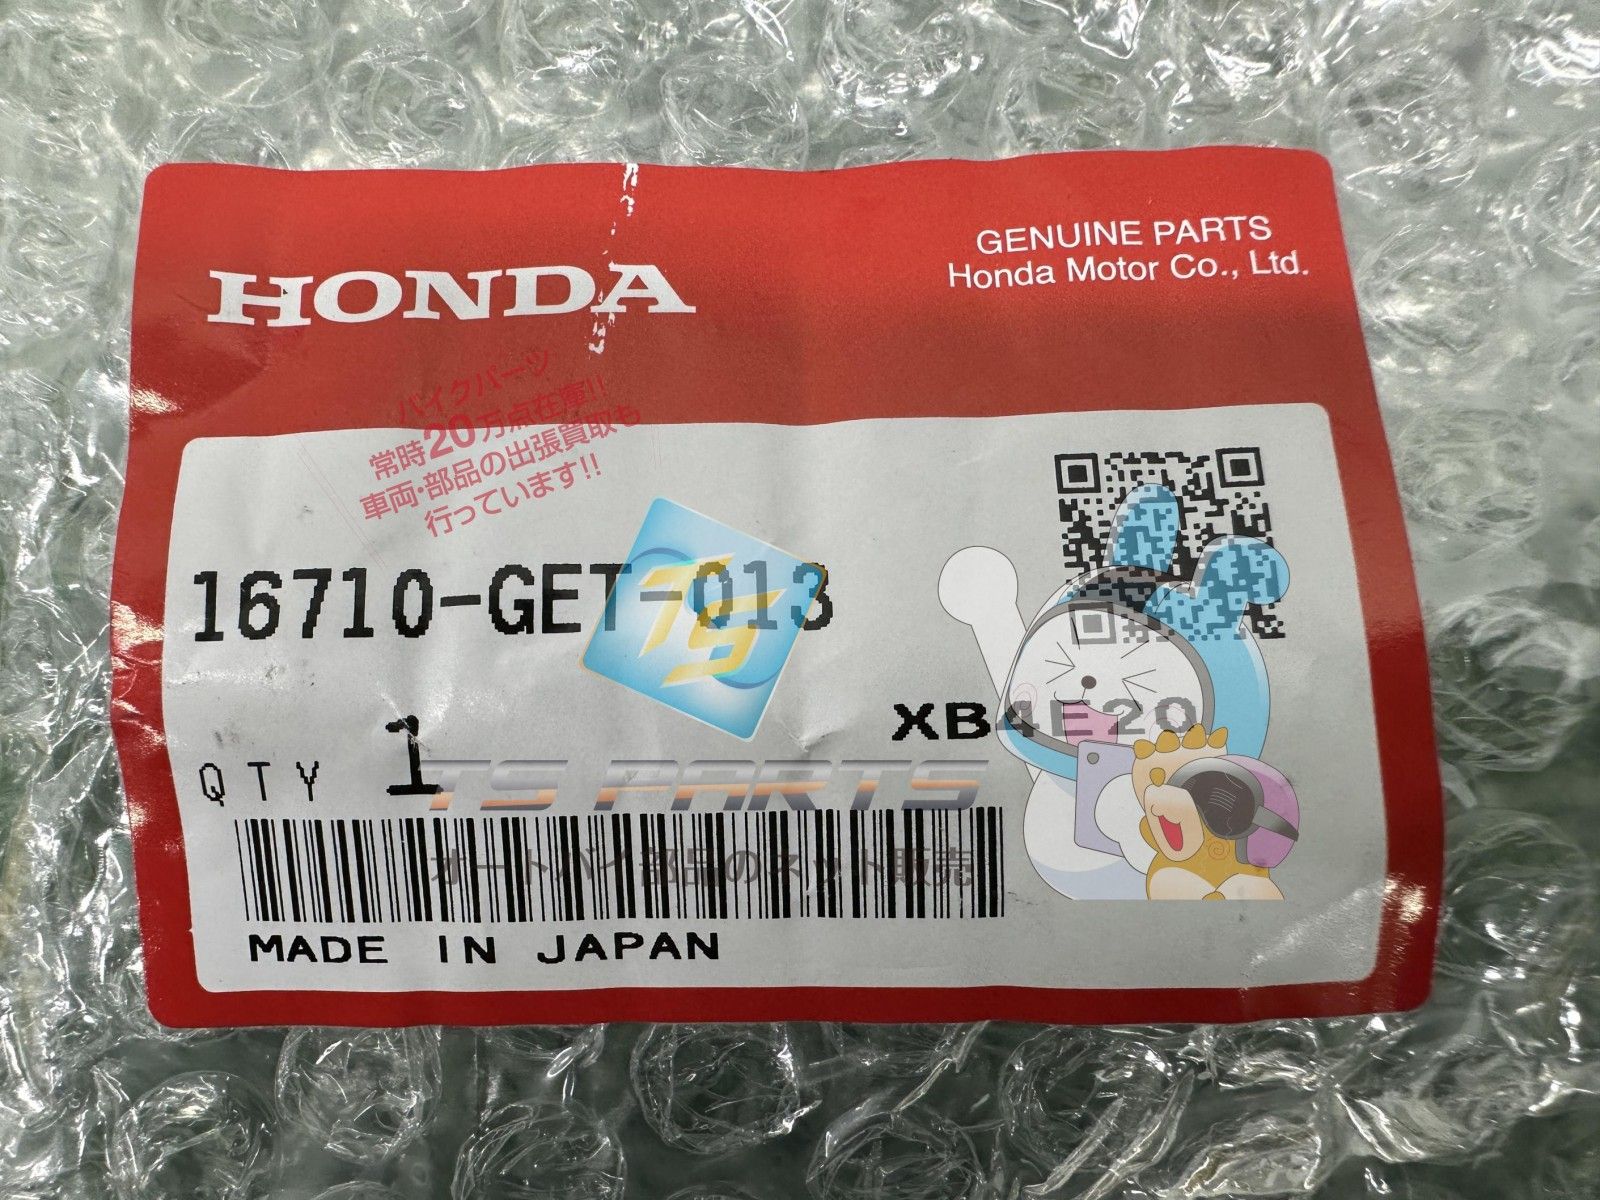 HONDA
GENUINE PARTS
Honda Motor Co., Ltd.
バイクパーツ
常時20万点在庫!!
車両・部品の出張買取も
行っています!!
16710-GET-013
TS
XB4E20
QTY 1
TS PARTS
オートバイ部品のネット販売
MADE IN JAPAN